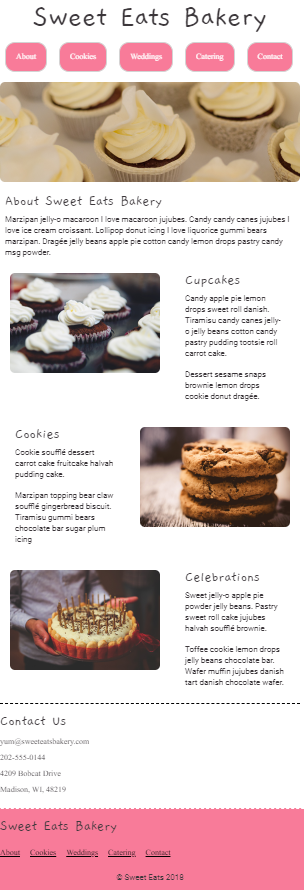 Sweet Eats Bakery
About
Cookies
Weddings
Catering
Contact
About Sweet Eats Bakery
Marzipan jelly-o macaroon I love macaroon jujubes. Candy candy canes jujubes I
love ice cream croissant. Lollipop donut icing I love liquorice gummi bears
marzipan. Dragée jelly beans apple pie cotton candy lemon drops pastry candy
msg powder.
Cupcakes
Candy apple pie lemon
drops sweet roll danish.
Tiramisu candy canes jelly-
o jelly beans cotton candy
pastry pudding tootsie roll
carrot cake.
Dessert sesame snaps
brownie lemon drops
cookie donut dragée.
Cookies
Cookie soufflé dessert
carrot cake fruitcake halvah
pudding cake.
Marzipan topping bear claw
soufflé gingerbread biscuit.
Tiramisu gummi bears
chocolate bar sugar plum
icing
Celebrations
Sweet jelly-o apple pie
powder jelly beans. Pastry
sweet roll cake jujubes
halvah soufflé brownie.
Toffee cookie lemon drops
jelly beans chocolate bar.
Wafer muffin jujubes danish
tart danish chocolate wafer.
Contact Us
yum@sweeteatsbakery.com
202-555-0144
4209 Bobcat Drive
Madison, WI, 48219
Sweet Eats Bakery
About Cookies Weddings Catering Contact
© Sweet Eats 2018